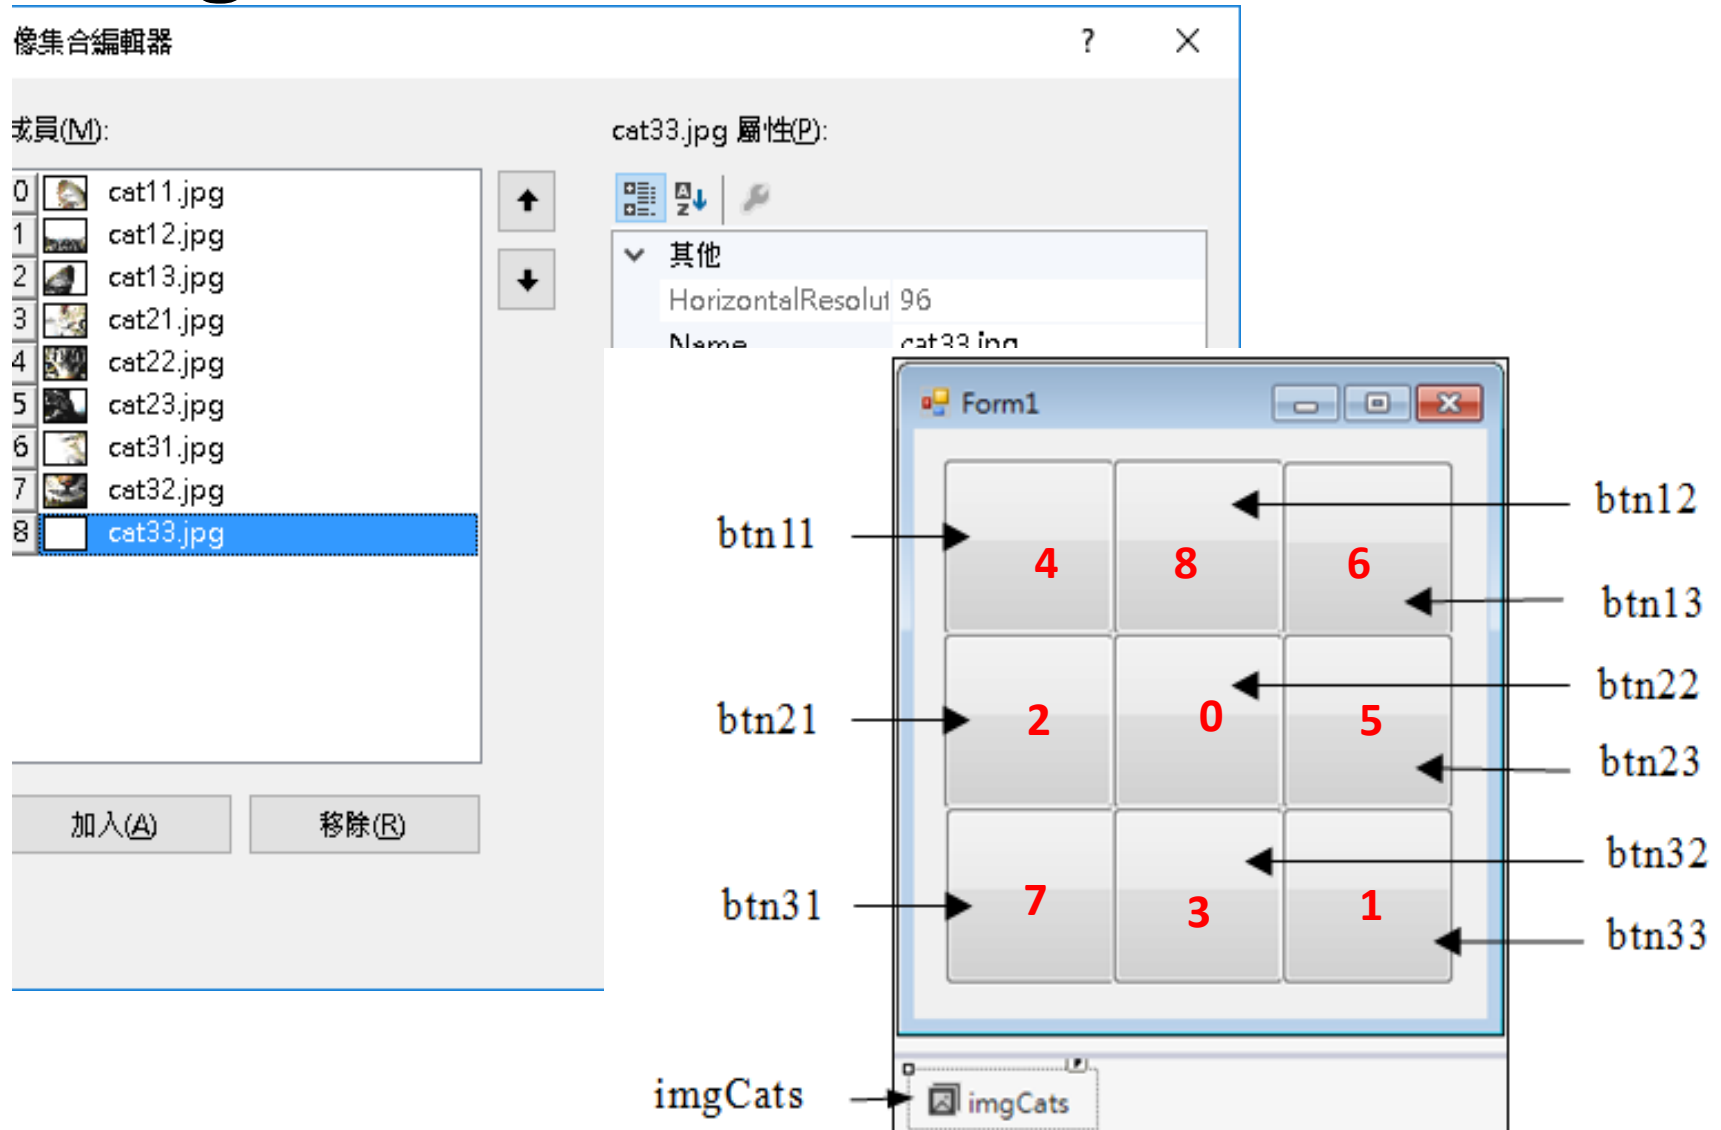 像集合編輯器
成員(M):
0 cat11.jpg
1 cat12.jpg
2 cat13.jpg
3 cat21.jpg
4 cat22.jpg
5 cat23.jpg
6 cat31.jpg
7 cat32.jpg
8 cat33.jpg
加入(A) 移除(R)
cat33.jpg 屬性(P):
其他
HorizontalResolut 96
Name cat33.jpg
Form1
btn11 4 8 6 btn12
btn13
btn21 2 0 5 btn22
btn23
btn31 7 3 1 btn32
btn33
imgCats imgCats